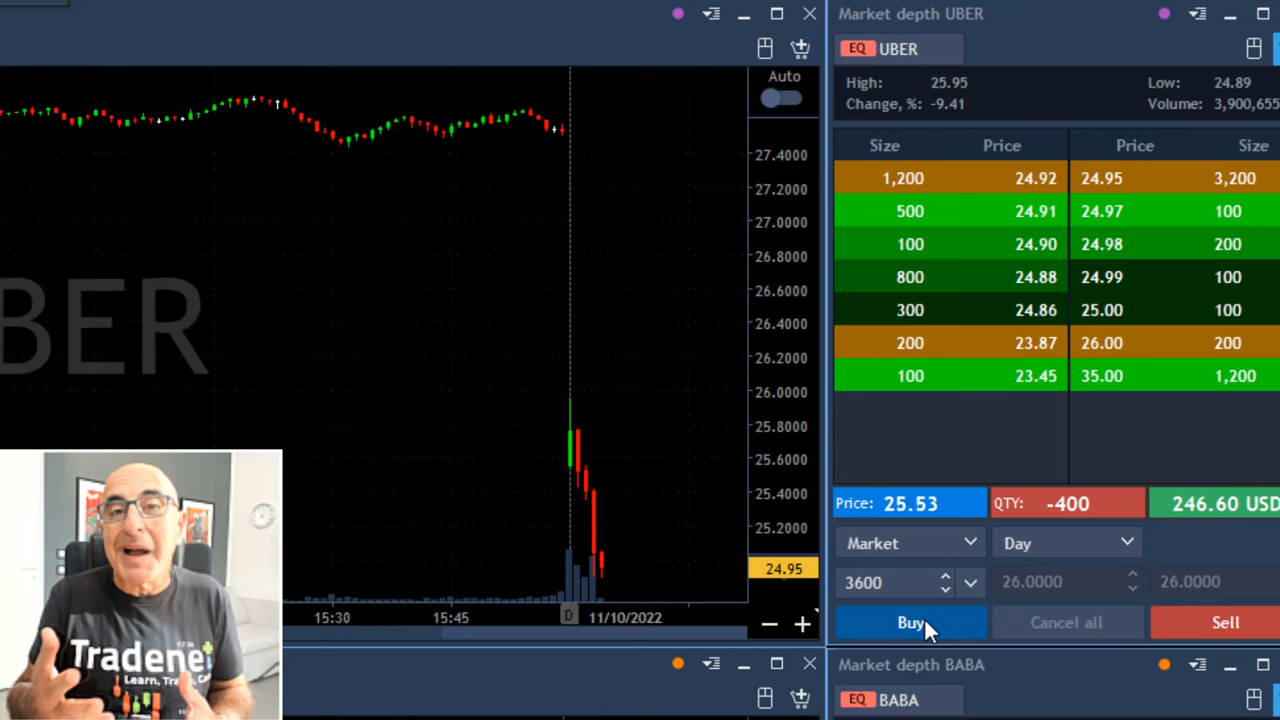 Market depth UBER
EQ UBER
Auto
High: 25.95 Low: 24.89
Change, %: -9.41 Volume: 3,900,655
Size Price Price Size
1,200 24.92 24.95 3,200
500 24.91 24.97 100
100 24.90 24.98 200
800 24.88 24.99 100
300 24.86 25.00 100
200 23.87 26.00 200
100 23.45 35.00 1,200
27.4000
27.2000
27.0000
26.8000
26.6000
26.4000
26.2000
26.0000
25.8000
25.6000
25.4000
25.2000
24.95
BER
Price: 25.53 QTY: -400 246.60 USD
Market Day
3600 26.0000 26.0000
Buy Cancel all Sell
15:30 15:45 D 11/10/2022
Tradenet
Learn, Trade,
Market depth BABA
EQ BABA